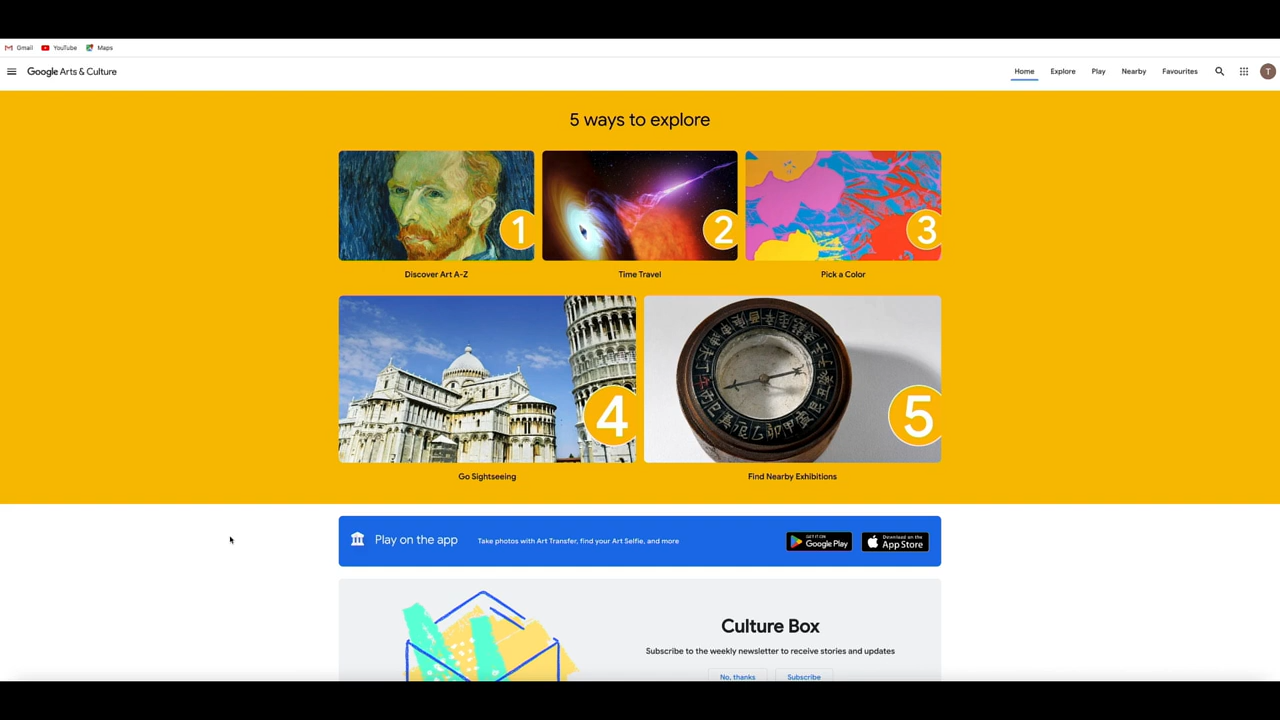 Gmail YouTube Maps
Google Arts & Culture Home Explore Play Nearby Favourites T
5 ways to explore
1 2 3
Discover Art A-Z Time Travel Pick a Color
4 5
Go Sightseeing Find Nearby Exhibitions
Play on the app Take photos with Art Transfer, find your Art Selfie, and more GET IT ON Google Play Download on the App Store
Culture Box
Subscribe to the weekly newsletter to receive stories and updates
No, thanks Subscribe